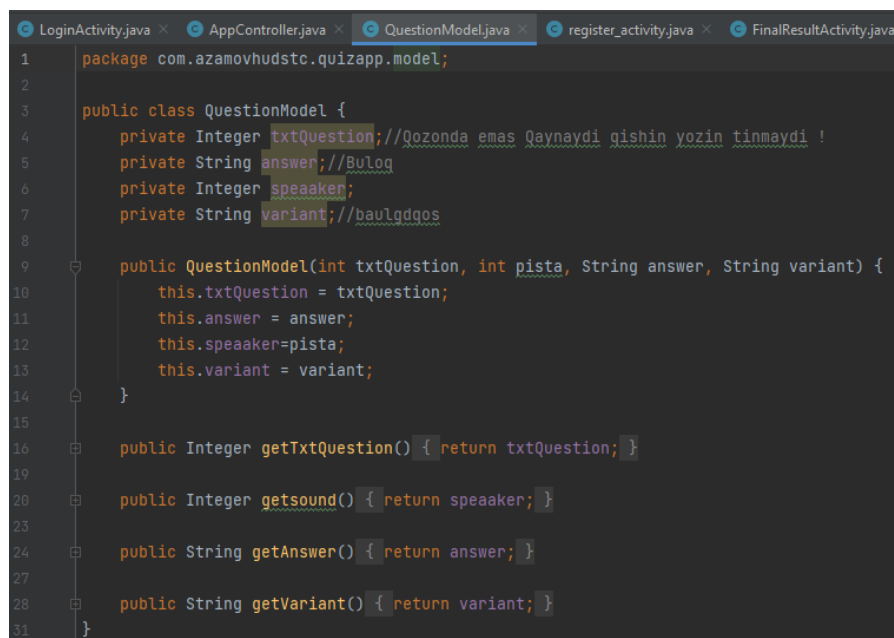 LoginActivity.java AppController.java QuestionModel.java register_activity.java FinalResultActivity.java
1 package com.azamovhudstc.quizapp.model;
2
3 public class QuestionModel {
4 private Integer txtQuestion;//Qozonda emas Qaynaydi qishin yozin tinmaydi !
5 private String answer;//Buloq
6 private Integer speaaker;
7 private String variant;//baulgdqos
8
9 public QuestionModel(int txtQuestion, int pista, String answer, String variant) {
10 this.txtQuestion = txtQuestion;
11 this.answer = answer;
12 this.speaaker=pista;
13 this.variant = variant;
14 }
15
16 public Integer getTxtQuestion() { return txtQuestion; }
19
20 public Integer getsound() { return speaaker; }
23
24 public String getAnswer() { return answer; }
27
28 public String getVariant() { return variant; }
31 }